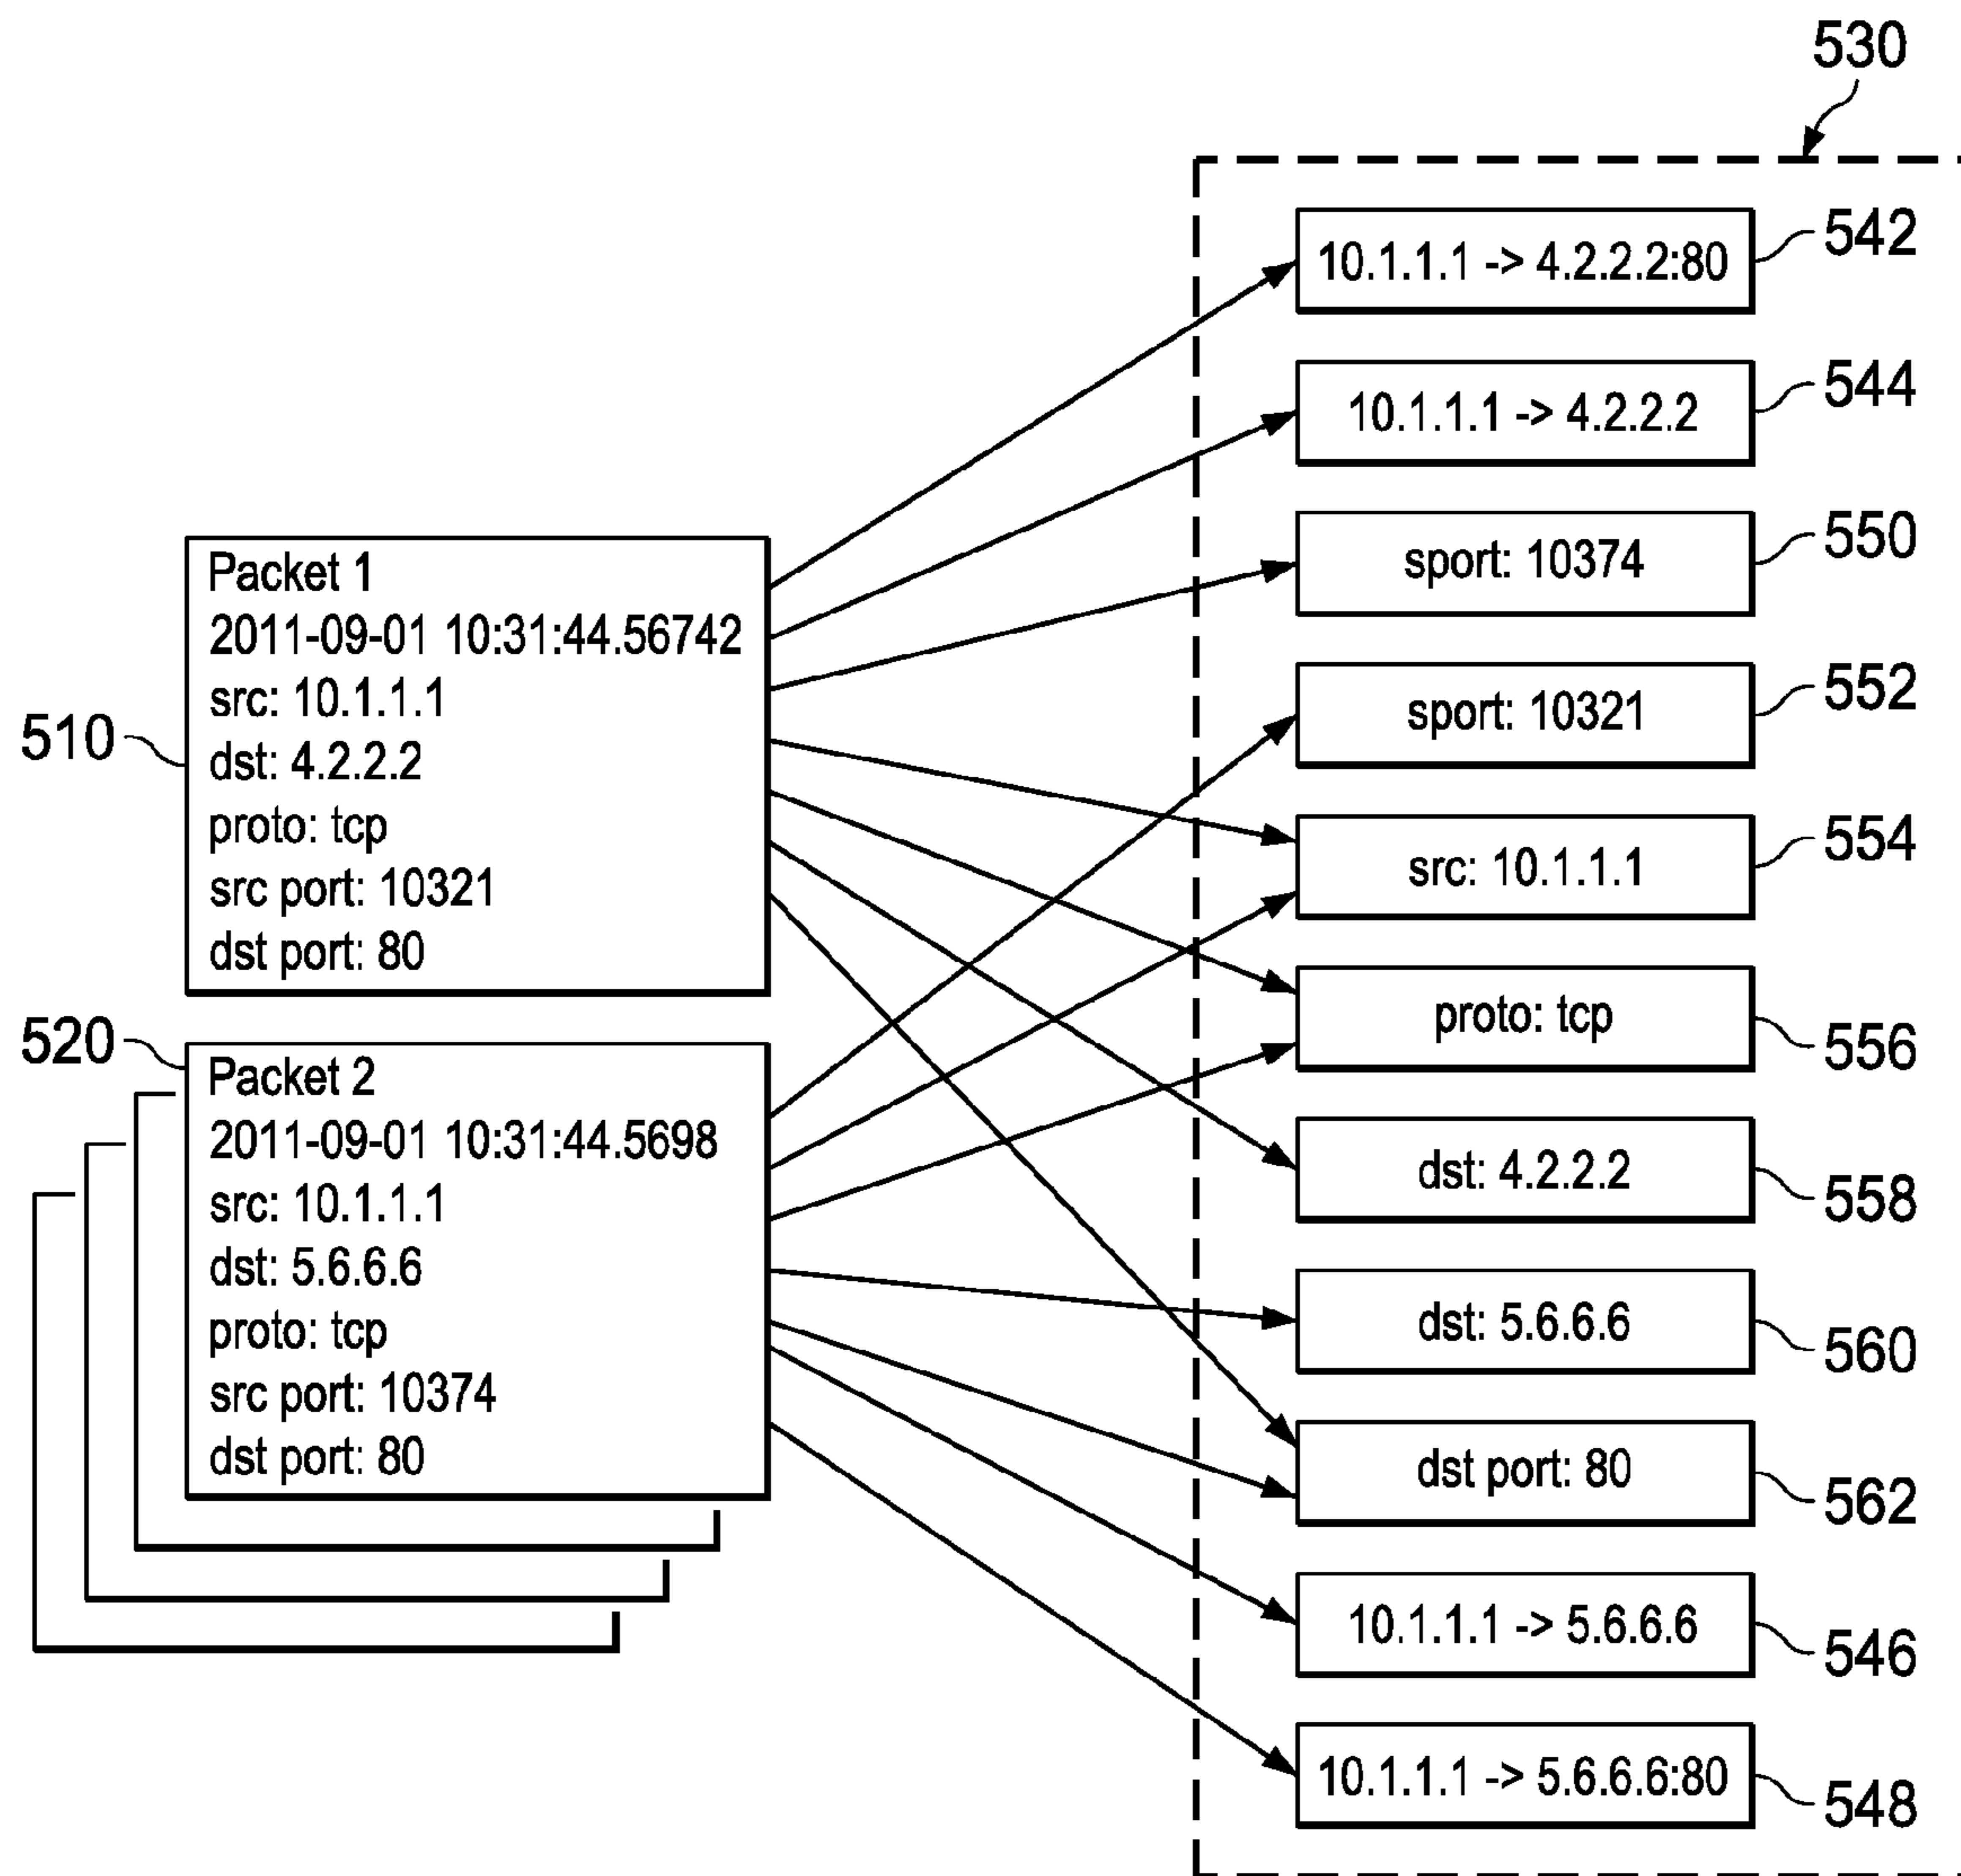 530
10.1.1.1 -> 4.2.2.2:80
542
10.1.1.1 -> 4.2.2.2
544
sport: 10374
550
sport: 10321
552
src: 10.1.1.1
554
proto: tcp
556
dst: 4.2.2.2
558
dst: 5.6.6.6
560
dst port: 80
562
10.1.1.1 -> 5.6.6.6
546
10.1.1.1 -> 5.6.6.6:80
548
510
Packet 1
2011-09-01 10:31:44.56742
src: 10.1.1.1
dst: 4.2.2.2
proto: tcp
src port: 10321
dst port: 80
520
Packet 2
2011-09-01 10:31:44.5698
src: 10.1.1.1
dst: 5.6.6.6
proto: tcp
src port: 10374
dst port: 80